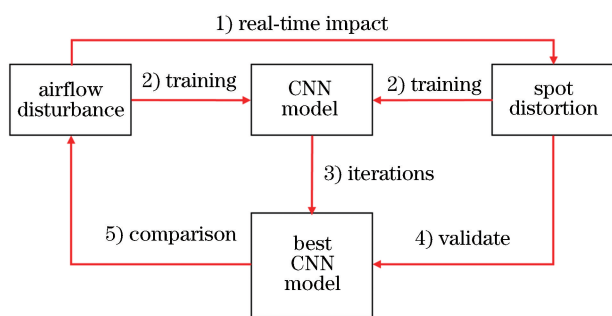 1) real-time impact
airflow
disturbance
2) training
CNN
model
2) training
spot
distortion
3) iterations
5) comparison
best
CNN
model
4) validate